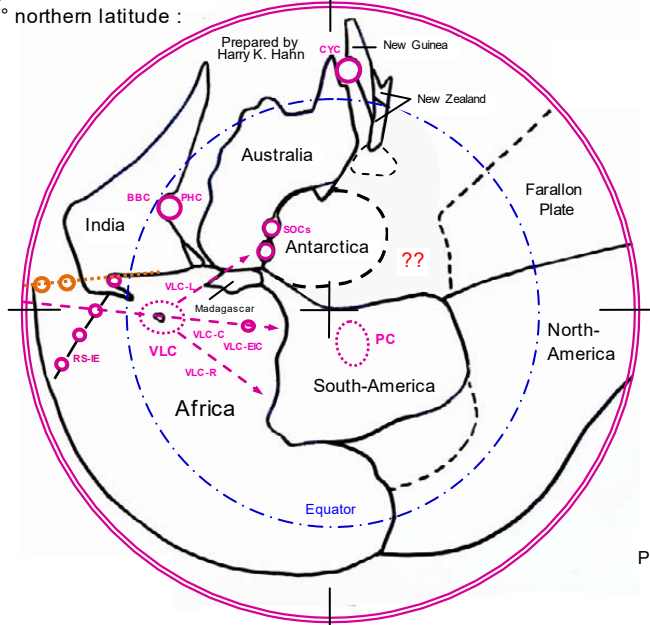 ° northern latitude :
Prepared by
Harry K. Hahn
CYC
New Guinea
New Zealand
Australia
Farallon
Plate
BBC
PHC
India
SOCs
Antarctica
??
VLC-L
Madagascar
VLC-C
VLC
VLC-EIC
PC
North-
America
RS-IE
VLC-R
South-America
Africa
Equator
P